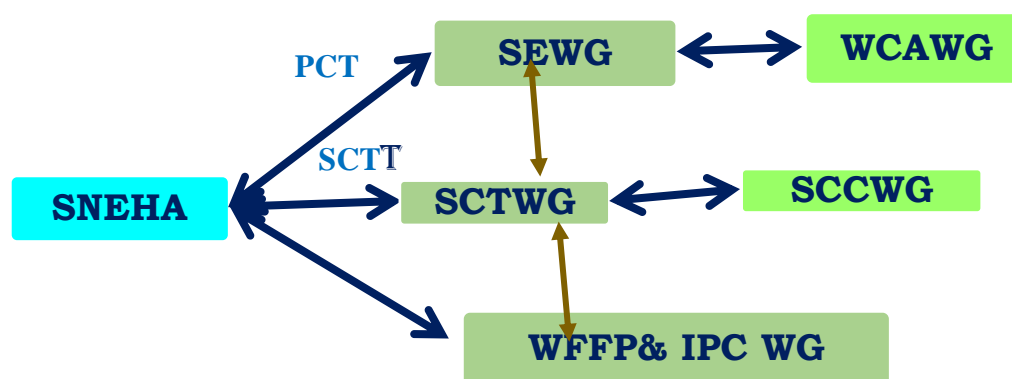 SEWG
WCAWG
PCT
SCTT
SNEHA
SCTWG
SCCWG
WFFP& IPC WG